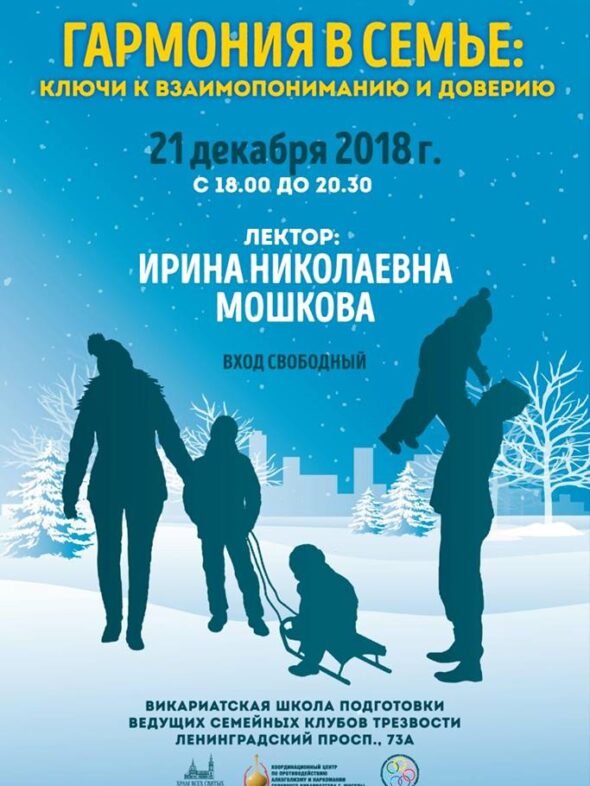 ГАРМОНИЯ В СЕМЬЕ:
КЛЮЧИ К ВЗАИМОПОНИМАНИЮ И ДОВЕРИЮ
21 декабря 2018 г.
С 18.00 ДО 20.30
ЛЕКТОР:
ИРИНА НИКОЛАЕВНА
МОШКОВА
ВХОД СВОБОДНЫЙ
ВИКАРИАТСКАЯ ШКОЛА ПОДГОТОВКИ
ВЕДУЩИХ СЕМЕЙНЫХ КЛУБОВ ТРЕЗВОСТИ
ЛЕНИНГРАДСКИЙ ПРОСП., 73А
ХРАМ ВСЕХ СВЯТЫХ
КООРДИНАЦИОННЫЙ ЦЕНТР
ПО ПРОТИВОДЕЙСТВИЮ
АЛКОГОЛИЗМУ И НАРКОМАНИИ